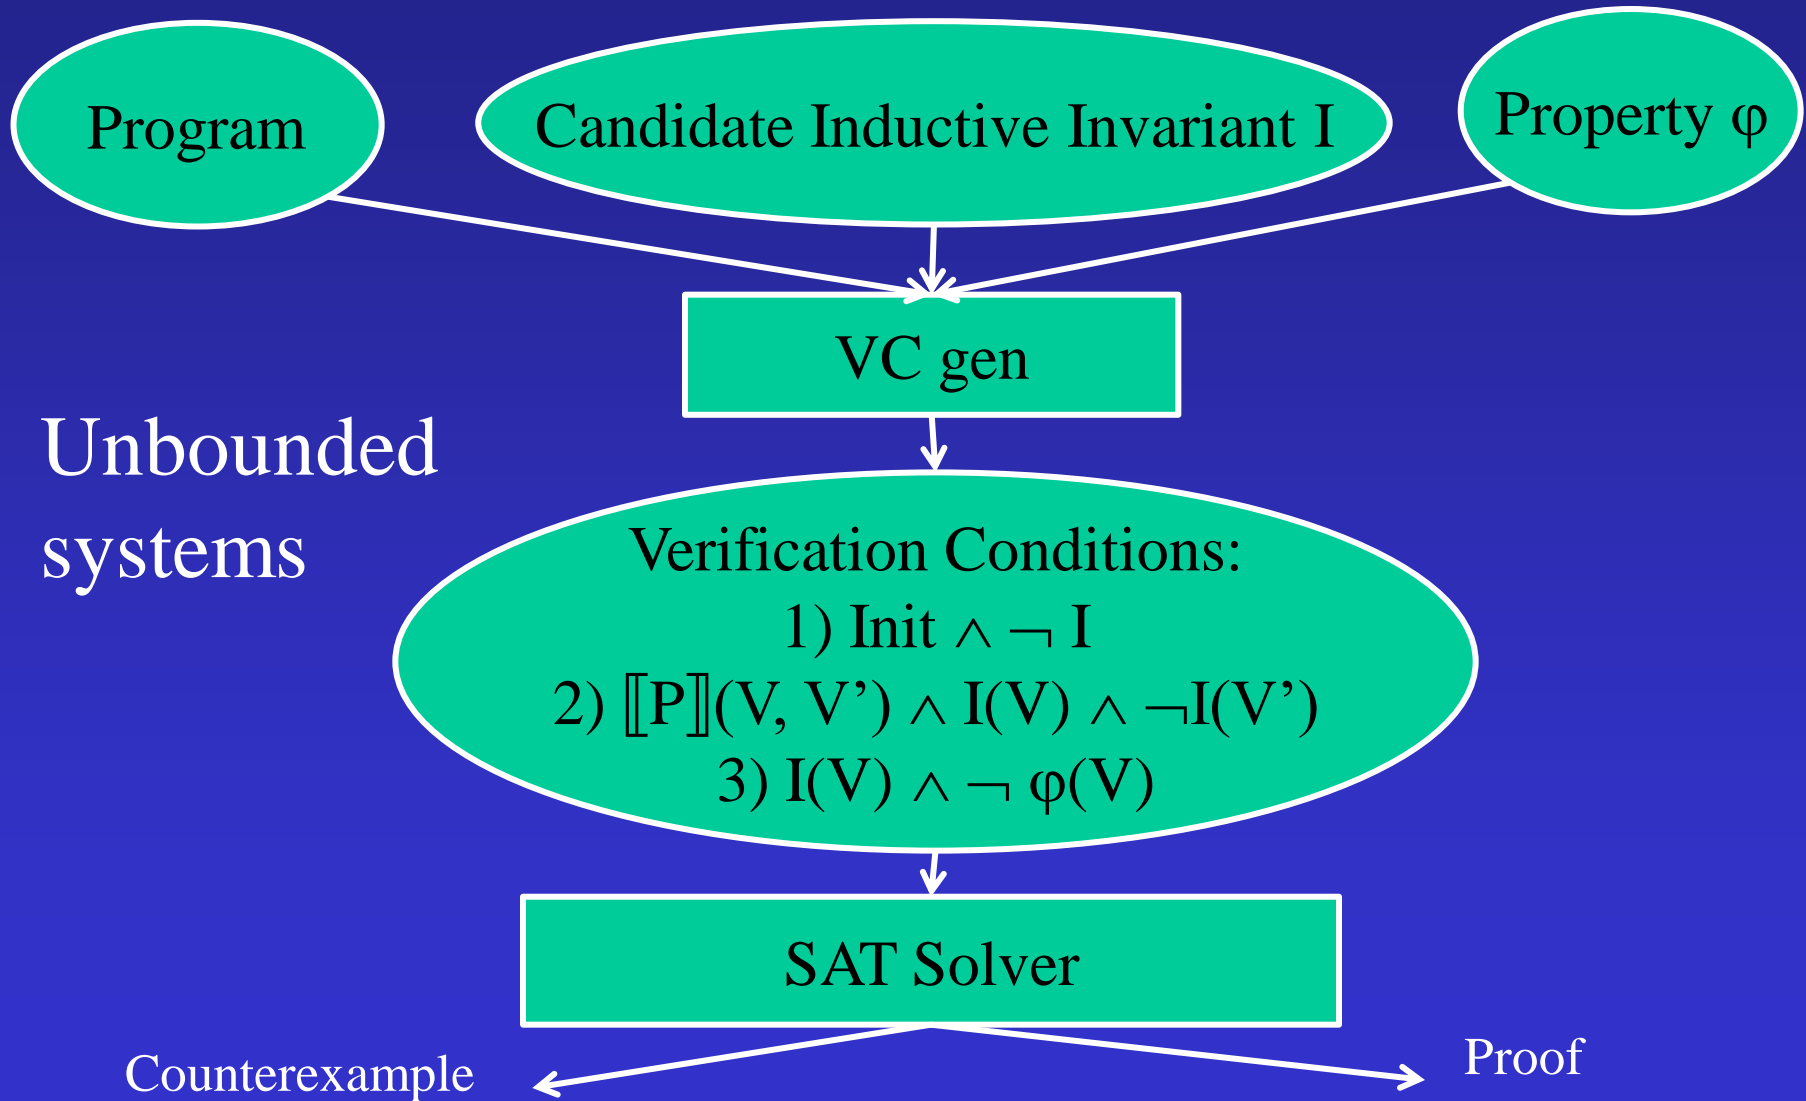 Program
Candidate Inductive Invariant I
Property φ
VC gen
Unbounded
systems
Verification Conditions:
1) Init ∧ ¬ I
2) ⟦P⟧(V, V’) ∧ I(V) ∧ ¬I(V’)
3) I(V) ∧ ¬ φ(V)
SAT Solver
Counterexample
Proof